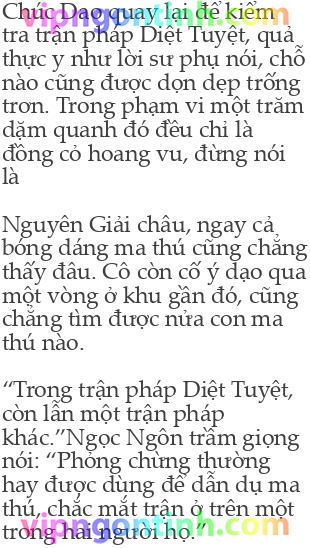 Chúc Dao quay lại để kiểm
tra trận pháp Diệt Tuyệt, quả
thực y như lời sư phụ nói, chỗ
nào cũng được dọn dẹp trống
trơn. Trong phạm vi một trăm
dặm quanh đó đều chỉ là
đồng cỏ hoang vu, đừng nói
là
Nguyên Giải châu, ngay cả
bóng dáng ma thú cũng chẳng
thấy đâu. Cô còn cố ý dạo qua
một vòng ở khu gần đó, cũng
chẳng tìm được nửa con ma
thú nào.
“Trong trận pháp Diệt Tuyệt,
còn lẫn một trận pháp
khác.”Ngọc Ngôn trầm giọng
nói: “Phỏng chừng thường
hay được dùng để dẫn dụ ma
thú, chắc mắt trận ở trên một
trong hai người họ.”
vipngontinh.com
vipngontinh.com